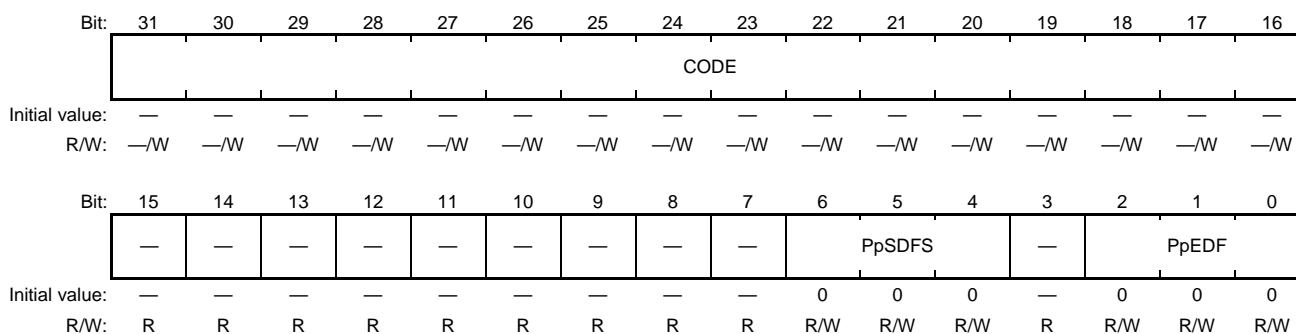 Bit: 31 30 29 28 27 26 25 24 23 22 21 20 19 18 17 16
CODE
Initial value: — — — — — — — — — — — — — — — —
R/W: —/W —/W —/W —/W —/W —/W —/W —/W —/W —/W —/W —/W —/W —/W —/W —/W
Bit: 15 14 13 12 11 10 9 8 7 6 5 4 3 2 1 0
— — — — — — — — — PpSDFS — PpEDF
Initial value: — — — — — — — — — 0 0 0 — 0 0 0
R/W: R R R R R R R R R R/W R/W R/W R R/W R/W R/W